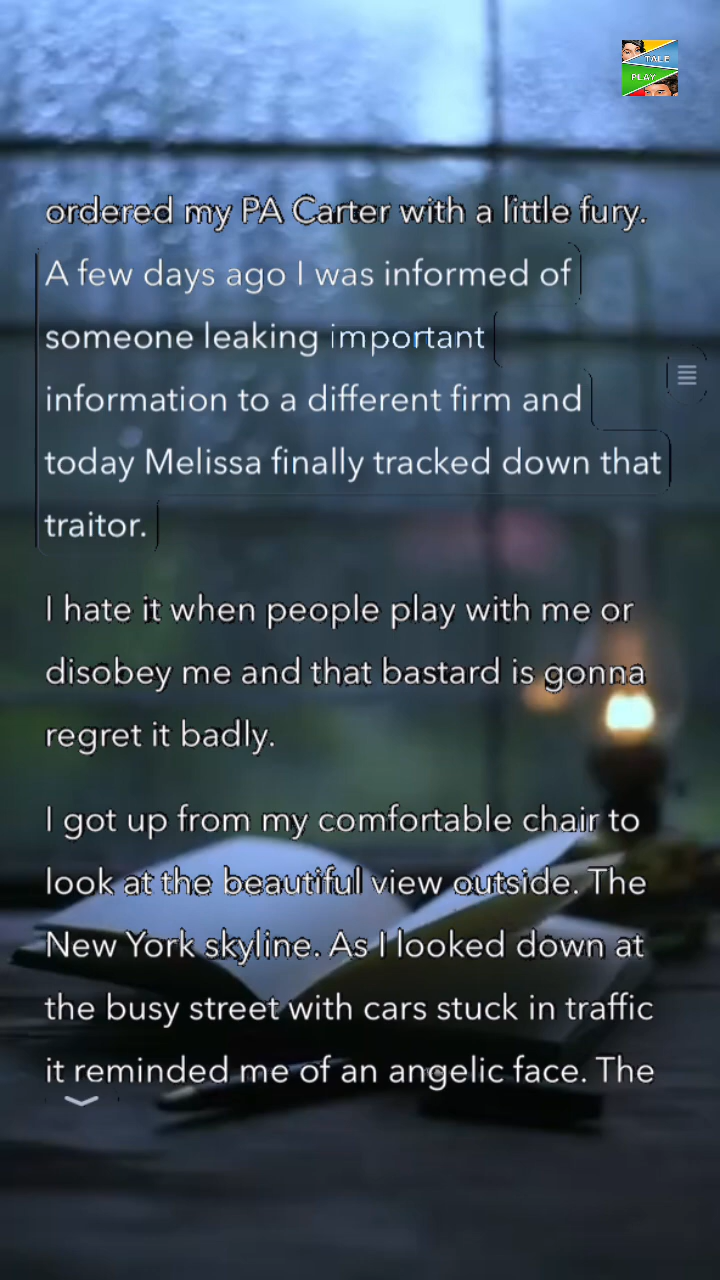 TALE
PLAY
ordered my PA Carter with a little fury.
A few days ago I was informed of
someone leaking important
information to a different firm and
today Melissa finally tracked down that
traitor.
I hate it when people play with me or
disobey me and that bastard is gonna
regret it badly.
I got up from my comfortable chair to
look at the beautiful view outside. The
New York skyline. As I looked down at
the busy street with cars stuck in traffic
it reminded me of an angelic face. The